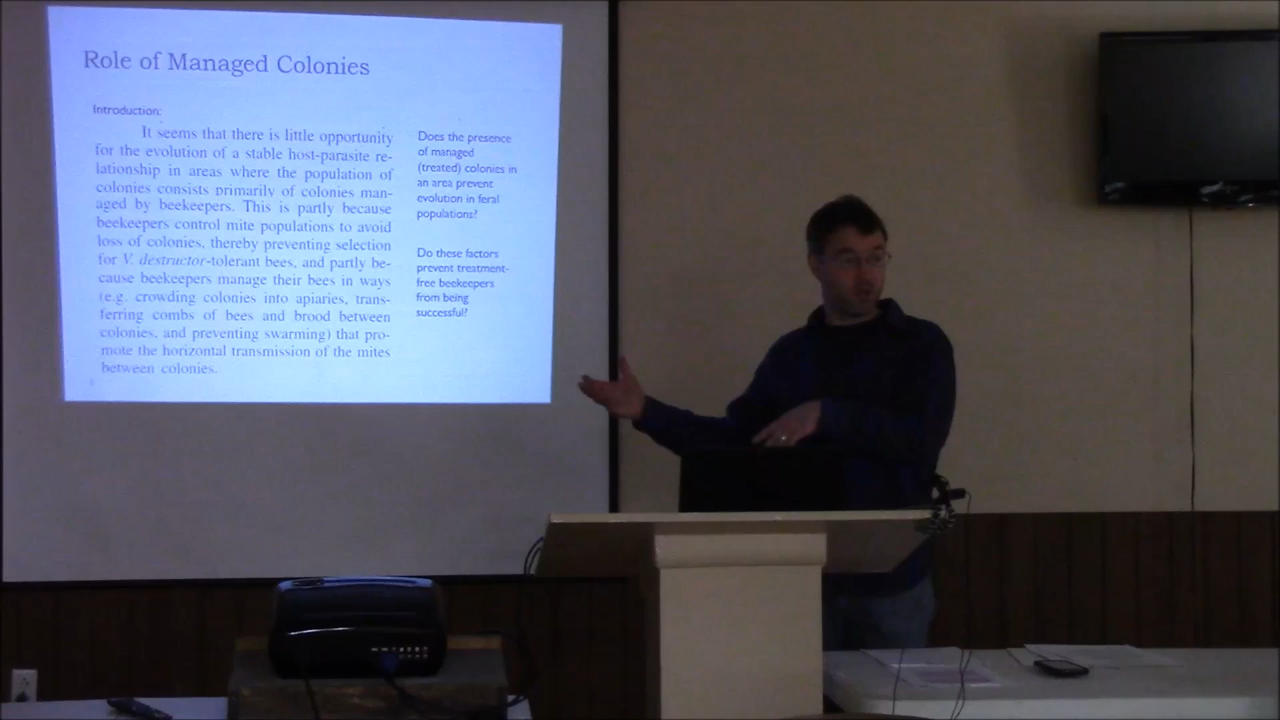 Role of Managed Colonies
Introduction:
It seems that there is little opportunity
for the evolution of a stable host-parasite re-
lationship in areas where the population of
colonies consists primarily of colonies man-
aged by beekeepers. This is partly because
beekeepers control mite populations to avoid
loss of colonies, thereby preventing selection
for V. destructor-tolerant bees, and partly be-
cause beekeepers manage their bees in ways
(e.g. crowding colonies into apiaries, trans-
ferring combs of bees and brood between
colonies, and preventing swarming) that pro-
mote the horizontal transmission of the mites
between colonies.
Does the presence
of managed
(treated) colonies in
an area prevent
evolution in feral
populations?
Do these factors
prevent treatment-
free beekeepers
from being
successful?